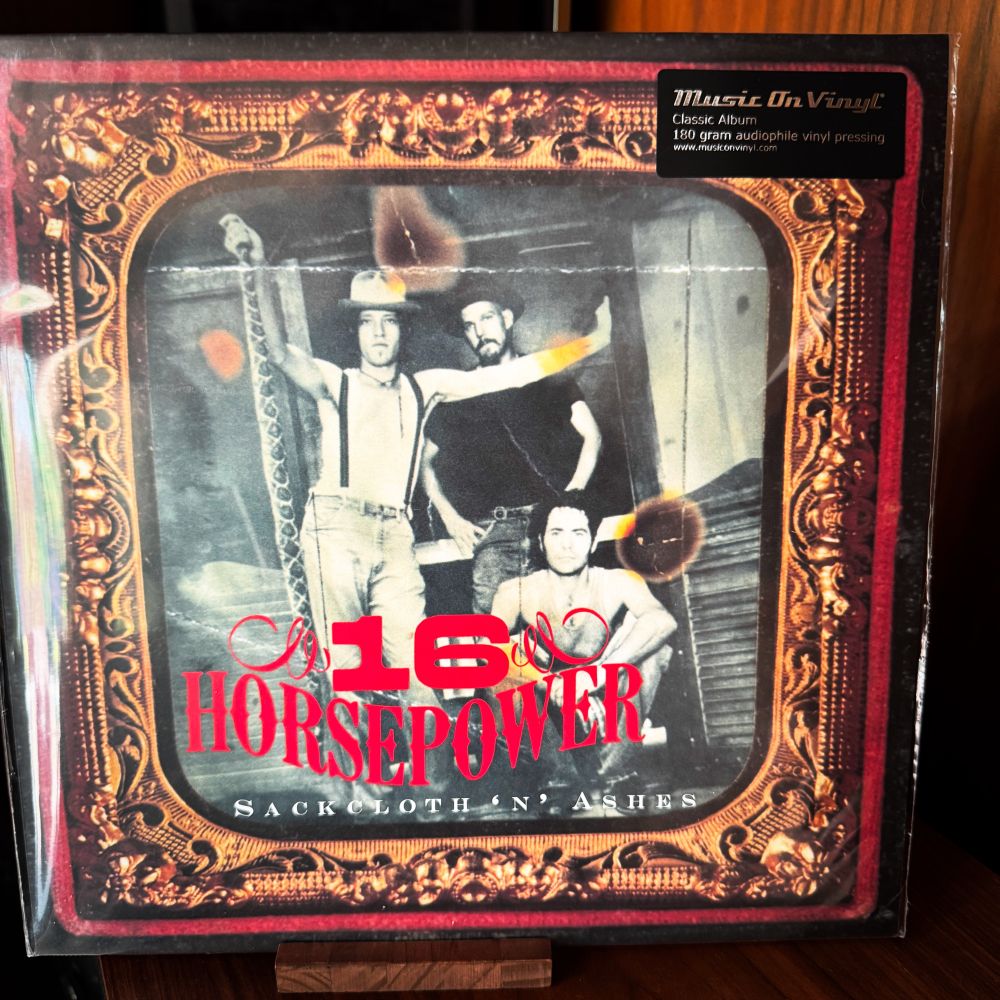 Music On Vinyl
Classic Album
180 gram audiophile vinyl pressing
www.musiconvinyl.com
16
HORSEPOWER
SACKCLOTH ‘N’ ASHES